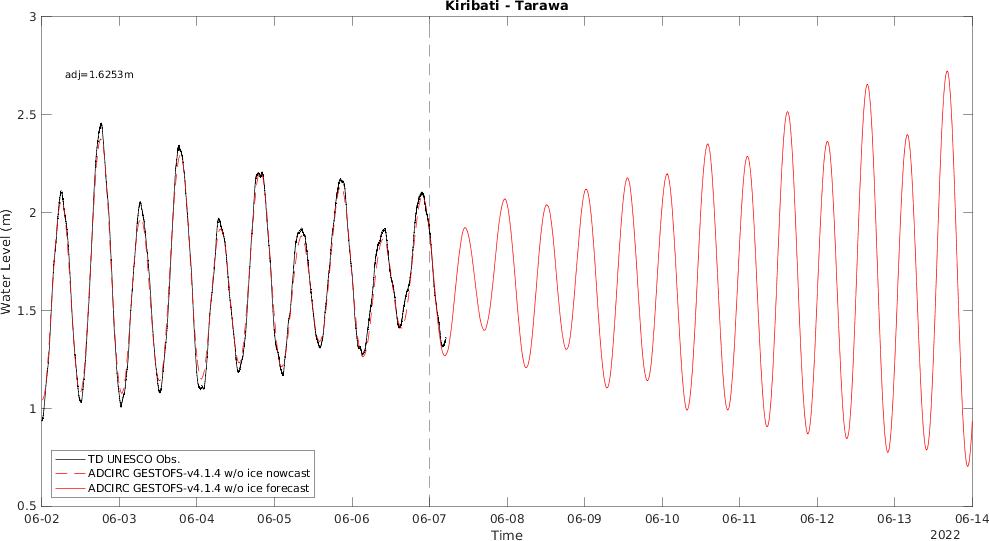 Kiribati - Tarawa
3
adj=1.6253m
2.5
2
Water Level (m)
1.5
1
TD UNESCO Obs.
ADCIRC GESTOFS-v4.1.4 w/o ice nowcast
ADCIRC GESTOFS-v4.1.4 w/o ice forecast
0.5
06-02 06-03 06-04 06-05 06-06 06-07 06-08 06-09 06-10 06-11 06-12 06-13 06-14
Time
2022